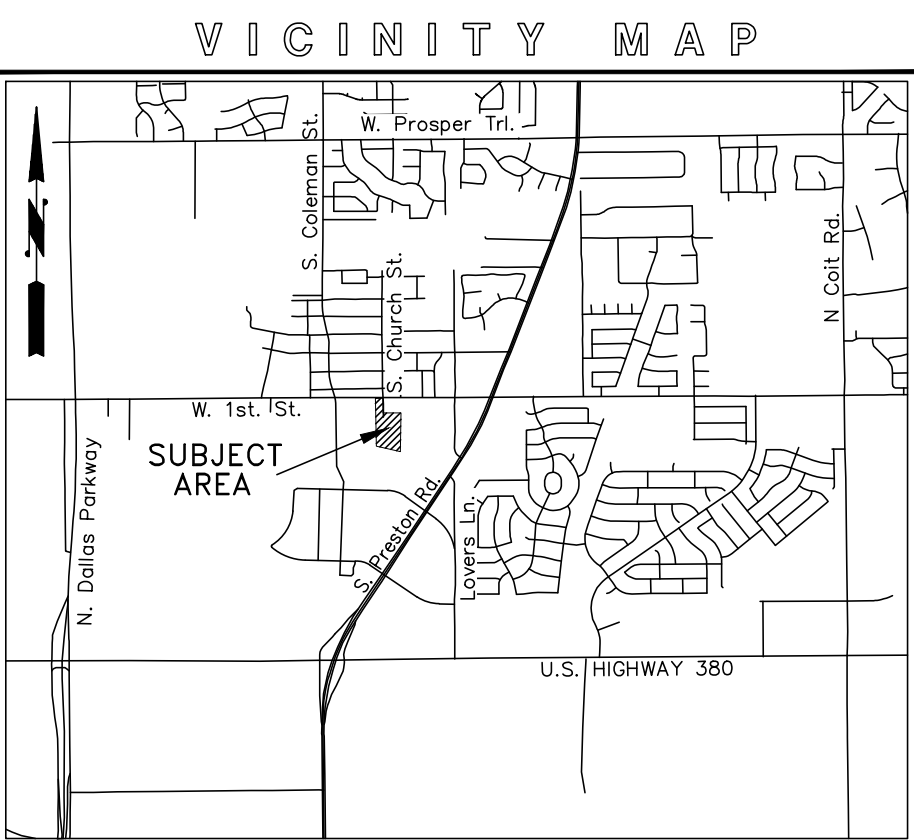 VICINITY MAP
W. Prosper Trl.
S. Coleman St.
S. Church St.
N Coit Rd.
N
W. 1st. St.
SUBJECT
AREA
N. Dallas Parkway
S. Preston Rd.
Lovers Ln.
U.S. HIGHWAY 380